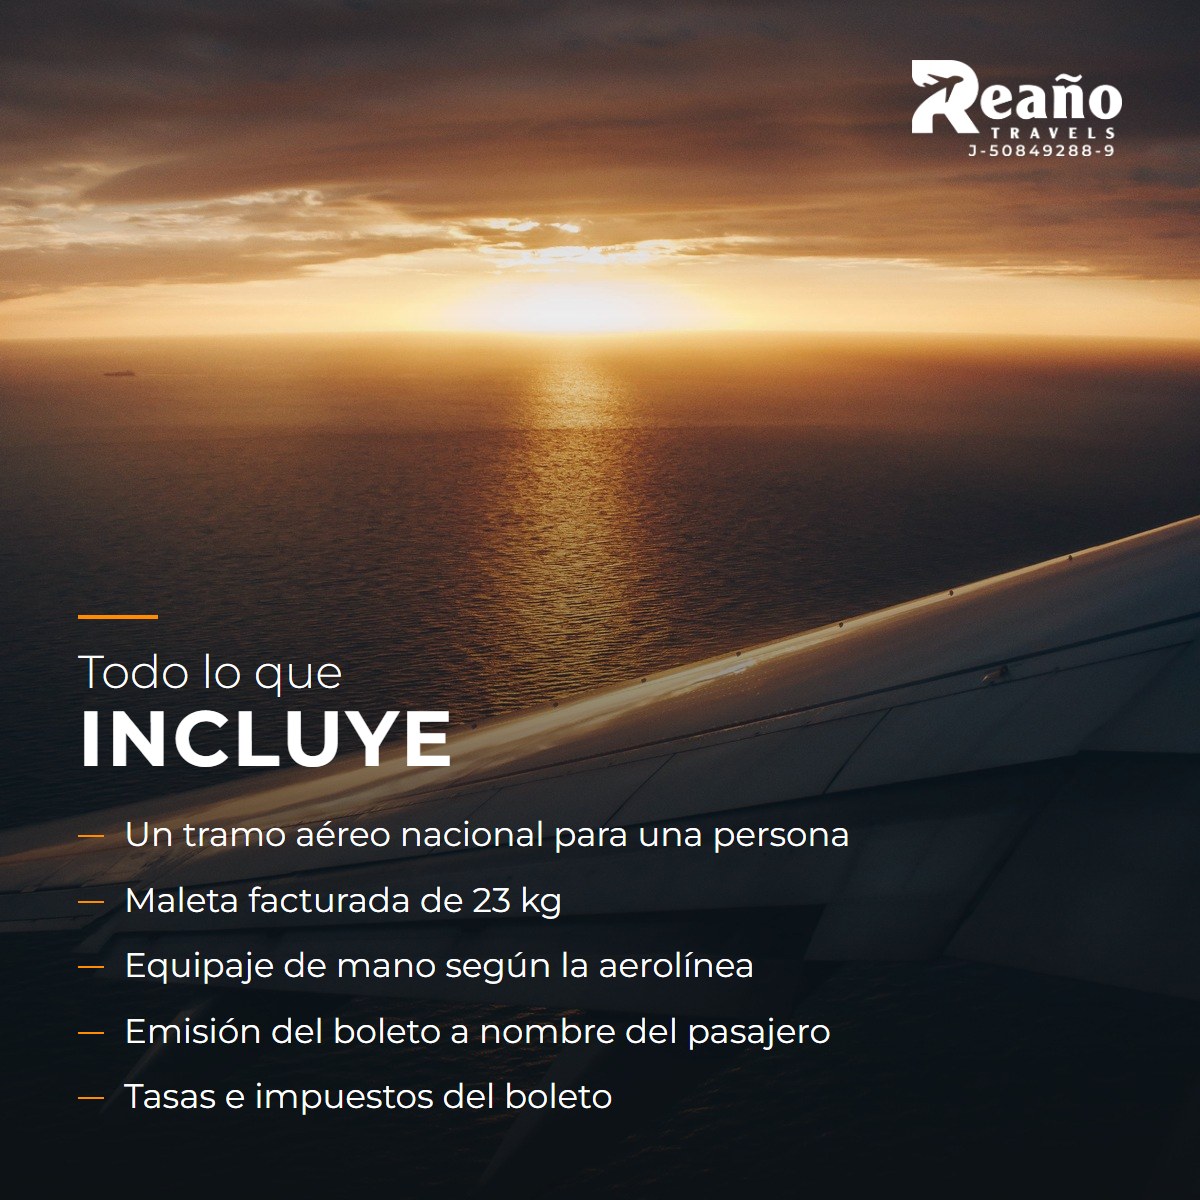 Reaño
TRAVELS
J-50849288-9
Todo lo que
INCLUYE
Un tramo aéreo nacional para una persona
Maleta facturada de 23 kg
Equipaje de mano según la aerolínea
Emisión del boleto a nombre del pasajero
Tasas e impuestos del boleto